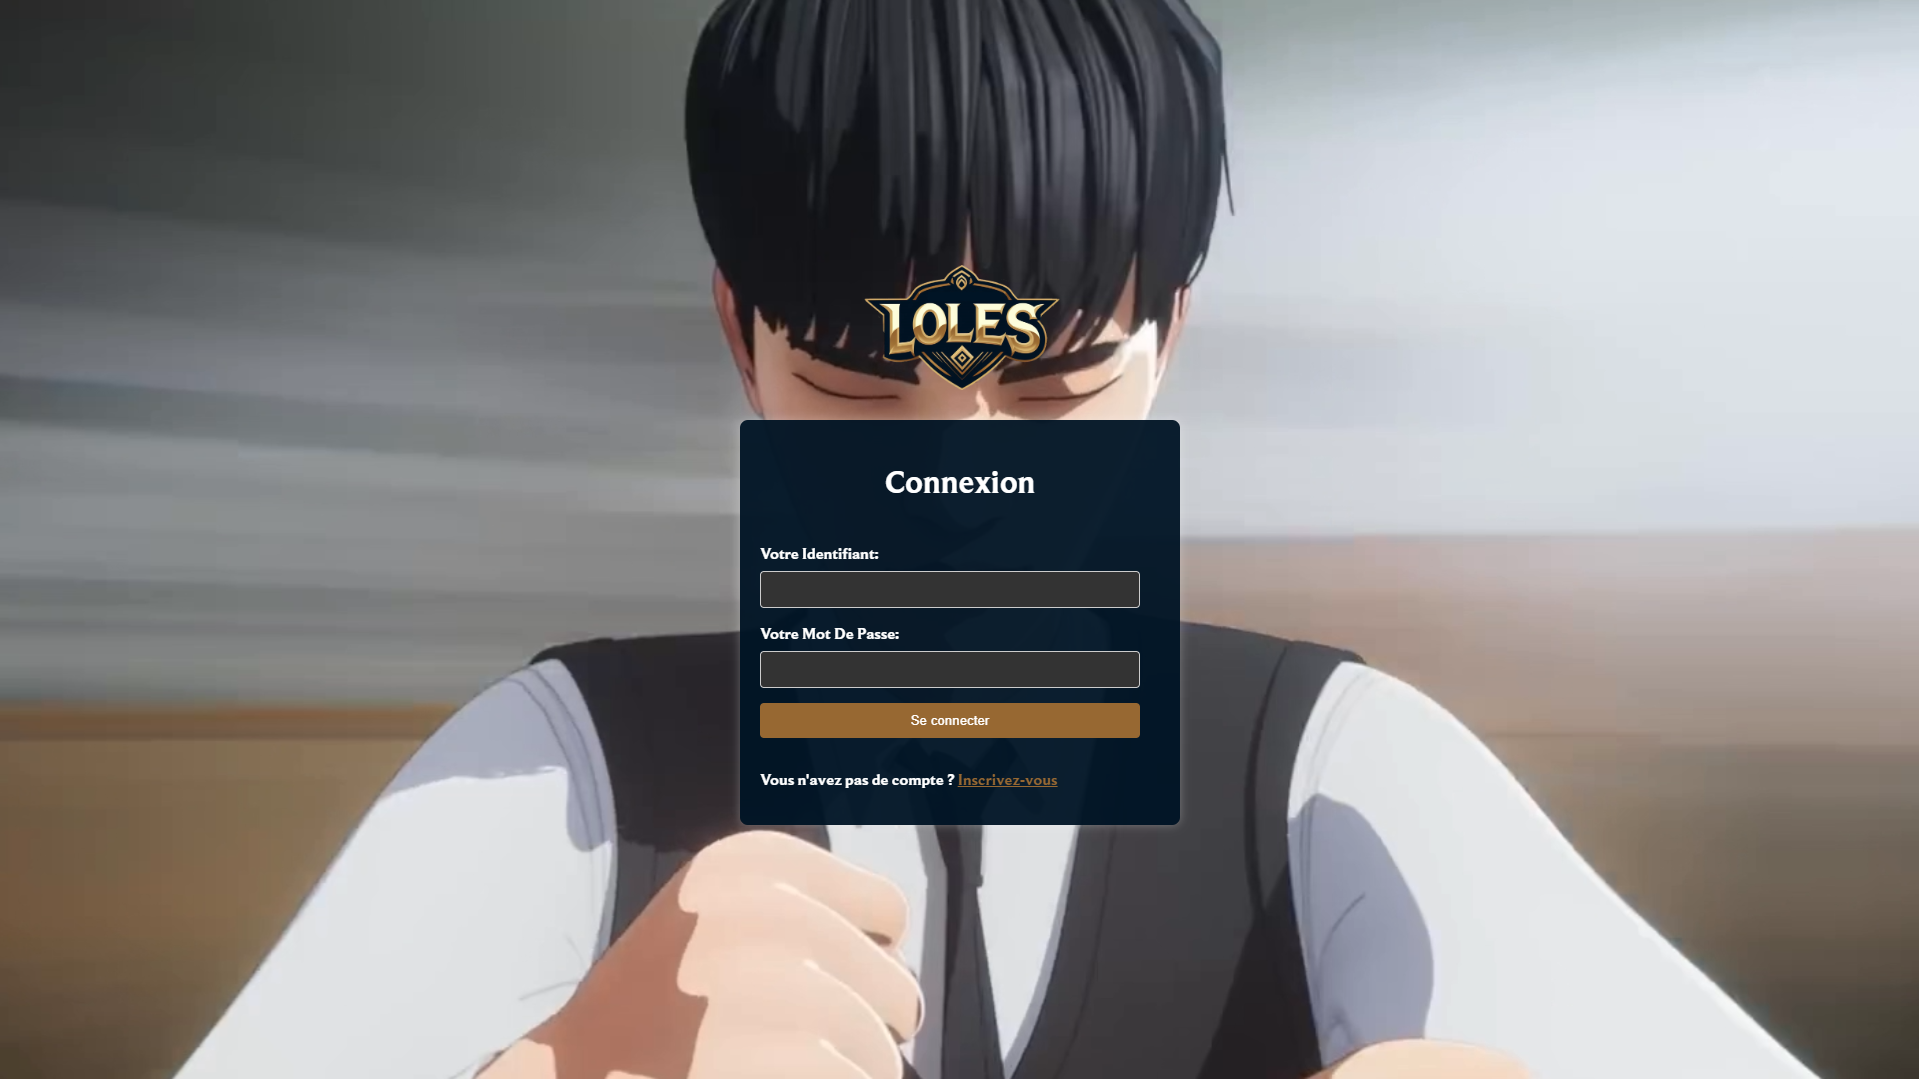 LOLES
Connexion
Votre Identifiant:
Votre Mot De Passe:
Se connecter
Vous n'avez pas de compte ? Inscrivez-vous